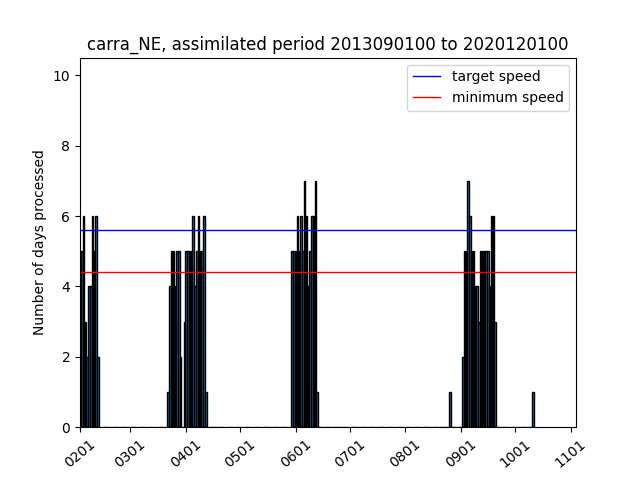 carra_NE, assimilated period 2013090100 to 2020120100
target speed
minimum speed
Number of days processed
10
8
6
4
2
0
0201 0301 0401 0501 0601 0701 0801 0901 1001 1101